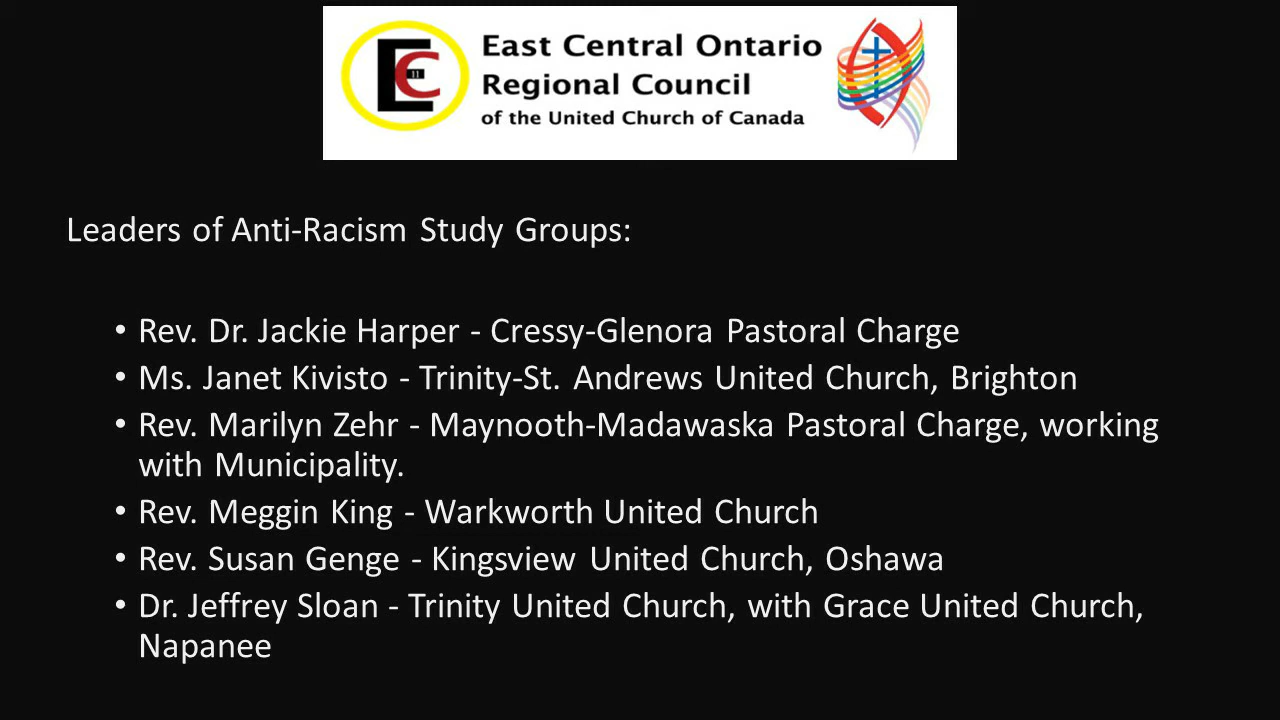 East Central Ontario
Regional Council
of the United Church of Canada
Leaders of Anti-Racism Study Groups:
• Rev. Dr. Jackie Harper - Cressy-Glenora Pastoral Charge
• Ms. Janet Kivisto - Trinity-St. Andrews United Church, Brighton
• Rev. Marilyn Zehr - Maynooth-Madawaska Pastoral Charge, working
with Municipality.
• Rev. Meggin King - Warkworth United Church
• Rev. Susan Genge - Kingsview United Church, Oshawa
• Dr. Jeffrey Sloan - Trinity United Church, with Grace United Church,
Napanee